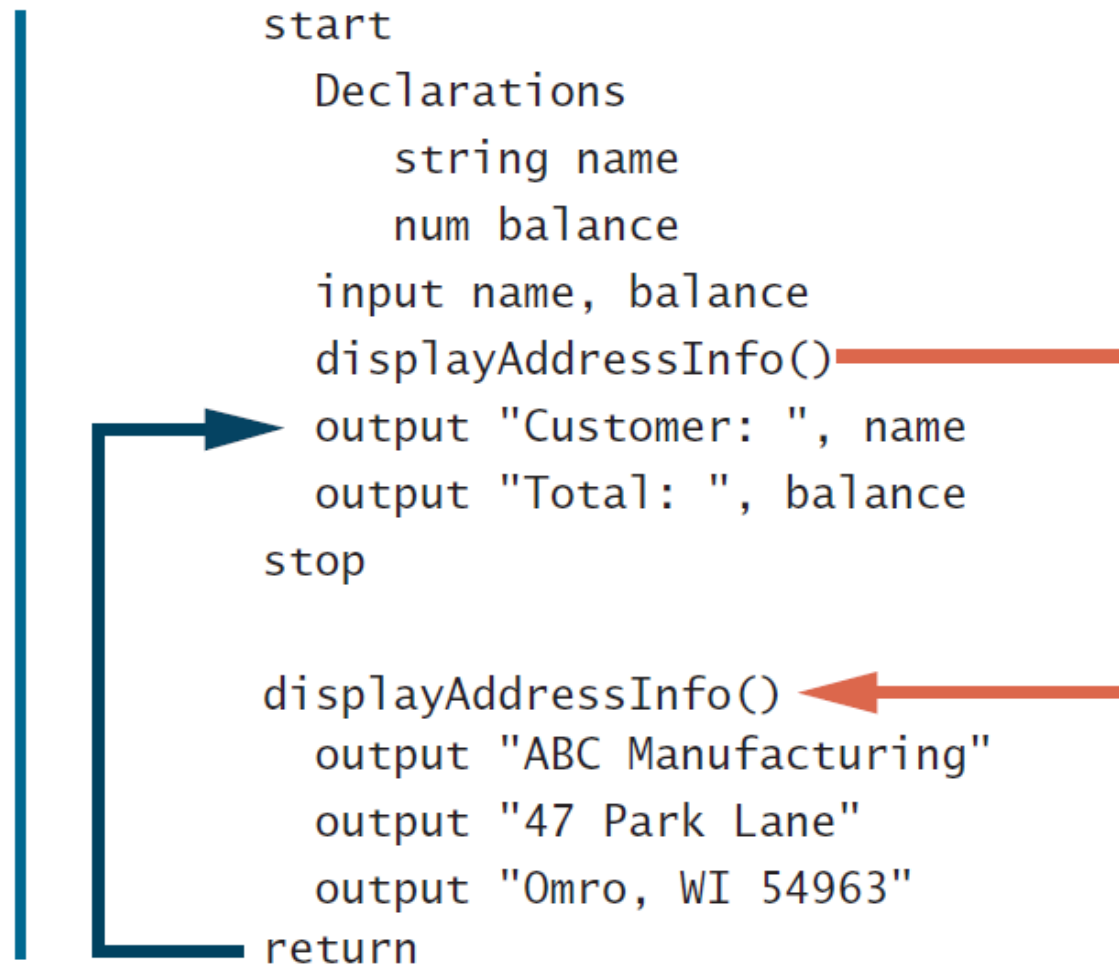 start
Declarations
string name
num balance
input name, balance
displayAddressInfo()
output "Customer: ", name
output "Total: ", balance
stop
displayAddressInfo()
output "ABC Manufacturing"
output "47 Park Lane"
output "Omro, WI 54963"
return